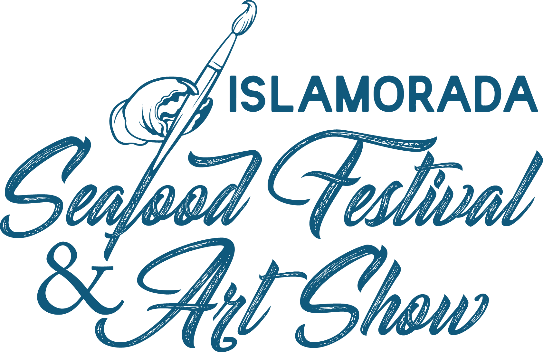 ISLAMORADA
Seafood Festival
& Art Show